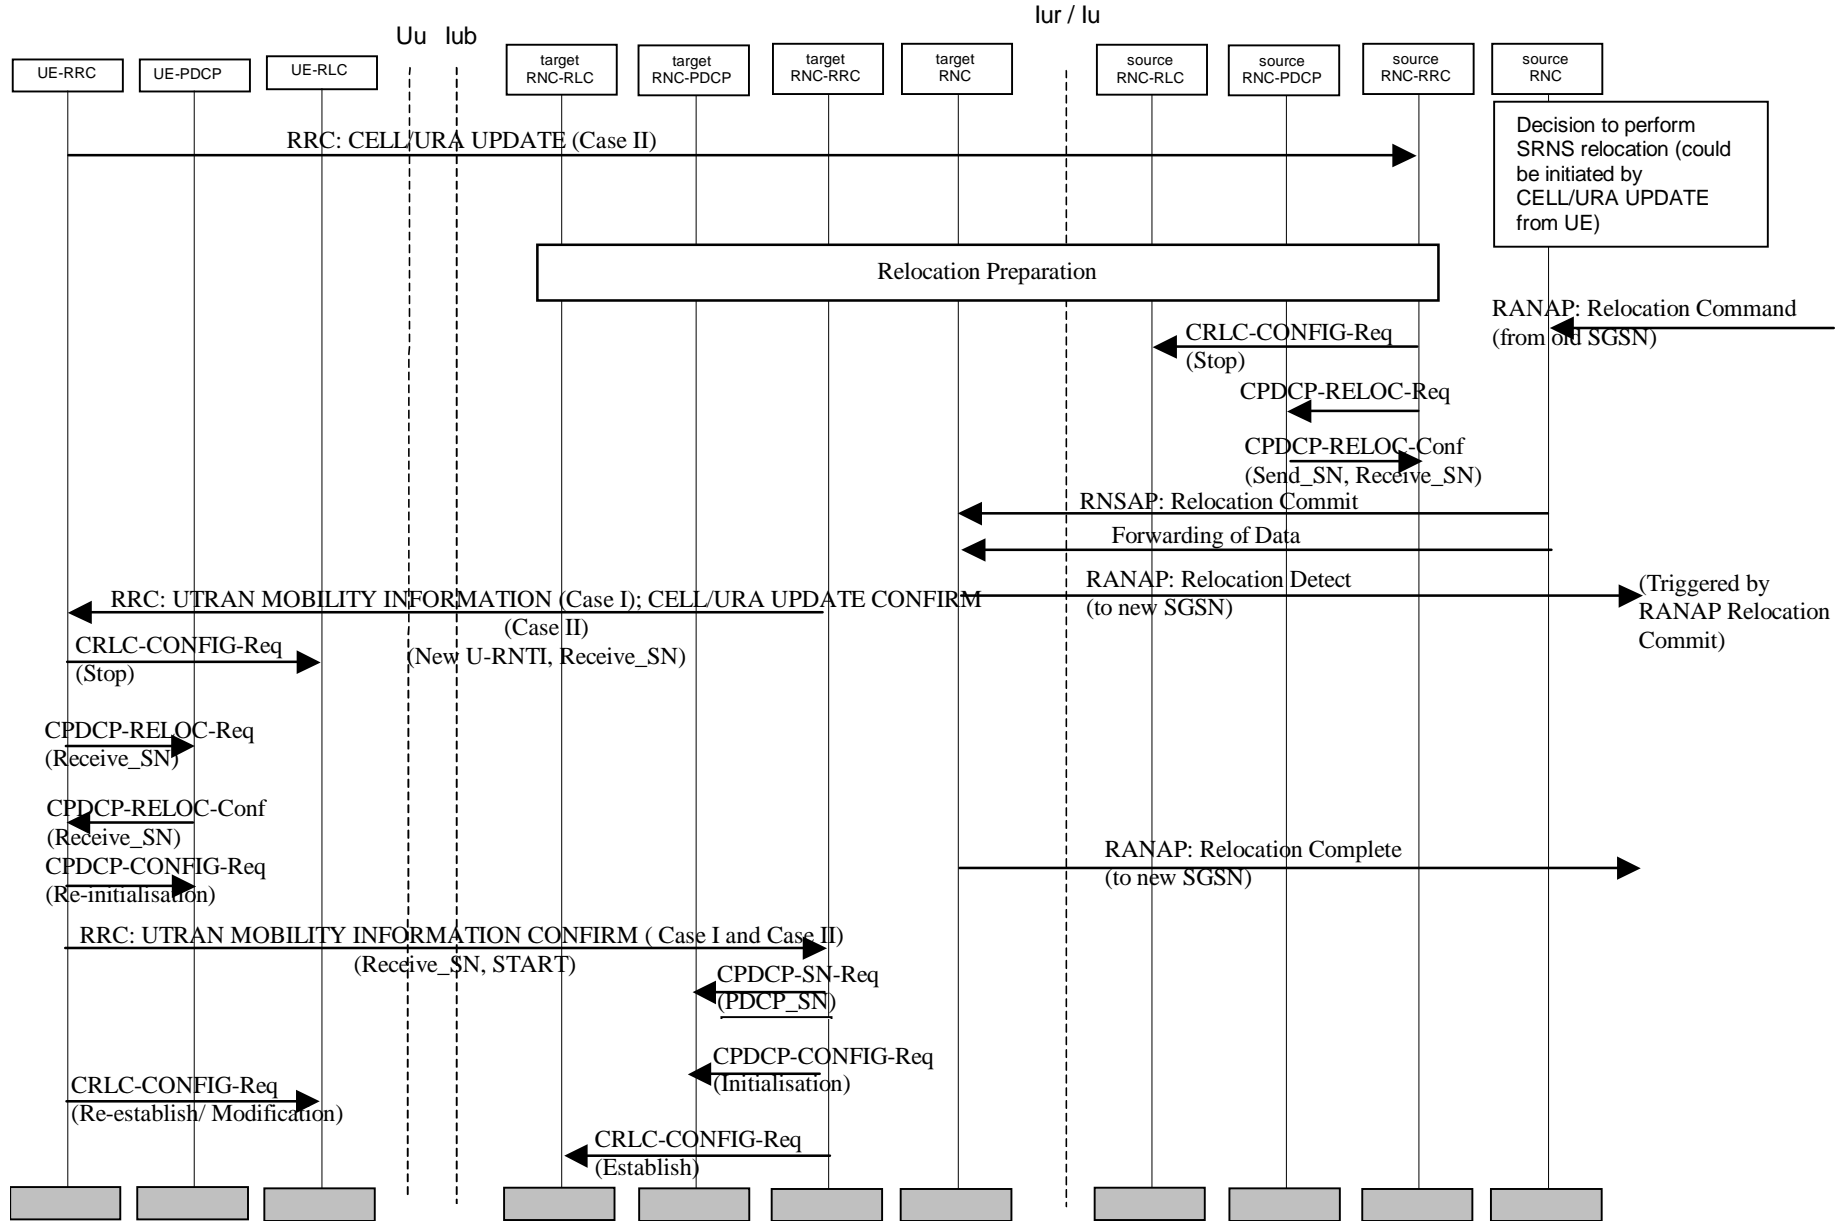 Iur / Iu
Uu Iub
UE-RRC
UE-PDCP
UE-RLC
target
RNC-RLC
target
RNC-PDCP
target
RNC-RRC
target
RNC
source
RNC-RLC
source
RNC-PDCP
source
RNC-RRC
source
RNC
RRC: CELL/URA UPDATE (Case II)
Decision to perform
SRNS relocation (could
be initiated by
CELL/URA UPDATE
from UE)
Relocation Preparation
RANAP: Relocation Command
(from old SGSN)
CRLC-CONFIG-Req
(Stop)
CPDCP-RELOC-Req
CPDCP-RELOC-Conf
(Send_SN, Receive_SN)
RNSAP: Relocation Commit
Forwarding of Data
RANAP: Relocation Detect
(to new SGSN)
(Triggered by
RANAP Relocation
Commit)
RRC: UTRAN MOBILITY INFORMATION (Case I); CELL/URA UPDATE CONFIRM
(Case II)
(New U-RNTI, Receive_SN)
CRLC-CONFIG-Req
(Stop)
CPDCP-RELOC-Req
(Receive_SN)
CPDCP-RELOC-Conf
(Receive_SN)
CPDCP-CONFIG-Req
(Re-initialisation)
RANAP: Relocation Complete
(to new SGSN)
RRC: UTRAN MOBILITY INFORMATION CONFIRM ( Case I and Case II)
(Receive_SN, START)
CPDCP-SN-Req
(PDCP_SN)
CPDCP-CONFIG-Req
(Initialisation)
CRLC-CONFIG-Req
(Re-establish/ Modification)
CRLC-CONFIG-Req
(Establish)